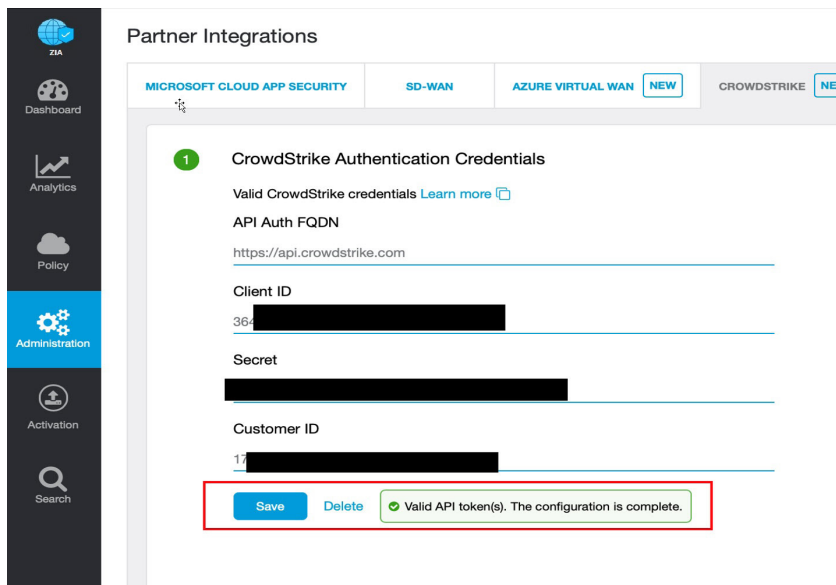 ZIA
Dashboard
Analytics
Policy
Administration
Activation
Search
Partner Integrations
MICROSOFT CLOUD APP SECURITY SD-WAN AZURE VIRTUAL WAN NEW CROWDSTRIKE NE
1 CrowdStrike Authentication Credentials
Valid CrowdStrike credentials Learn more
API Auth FQDN
https://api.crowdstrike.com
Client ID
364
Secret
Customer ID
17
Save Delete Valid API token(s). The configuration is complete.